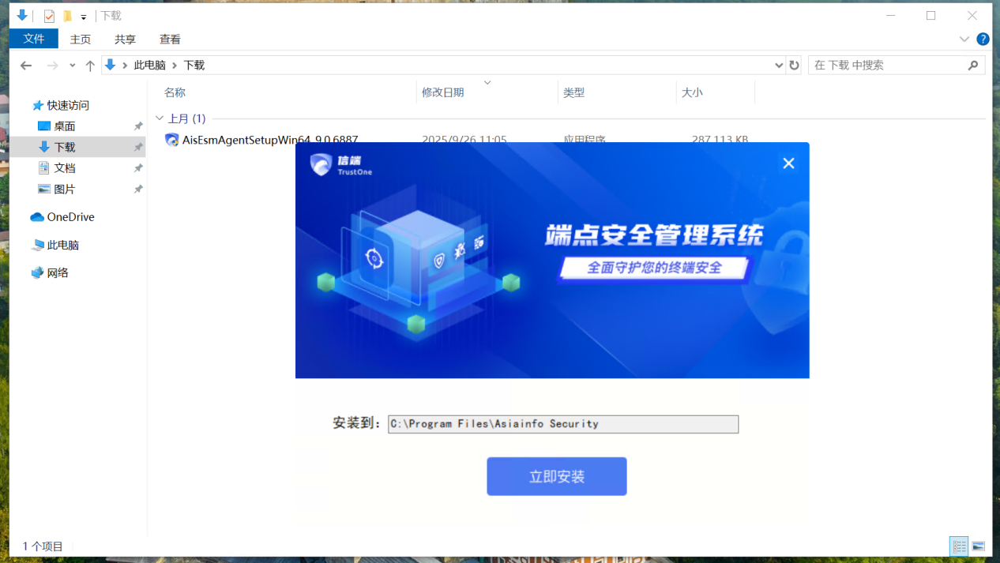 下载
文件 主页 共享 查看
此电脑 下载
在 下载 中搜索
名称 修改日期 类型 大小
快速访问
桌面
下载
文档
图片
OneDrive
此电脑
网络
上月 (1)
AisEsmAgentSetupWin64_9.0.6887 2025/9/26 11:05 应用程序 287,113 KB
信端
TrustOne
端点安全管理系统
全面守护您的终端安全
安装到: C:\Program Files\Asiainfo Security
立即安装
1 个项目